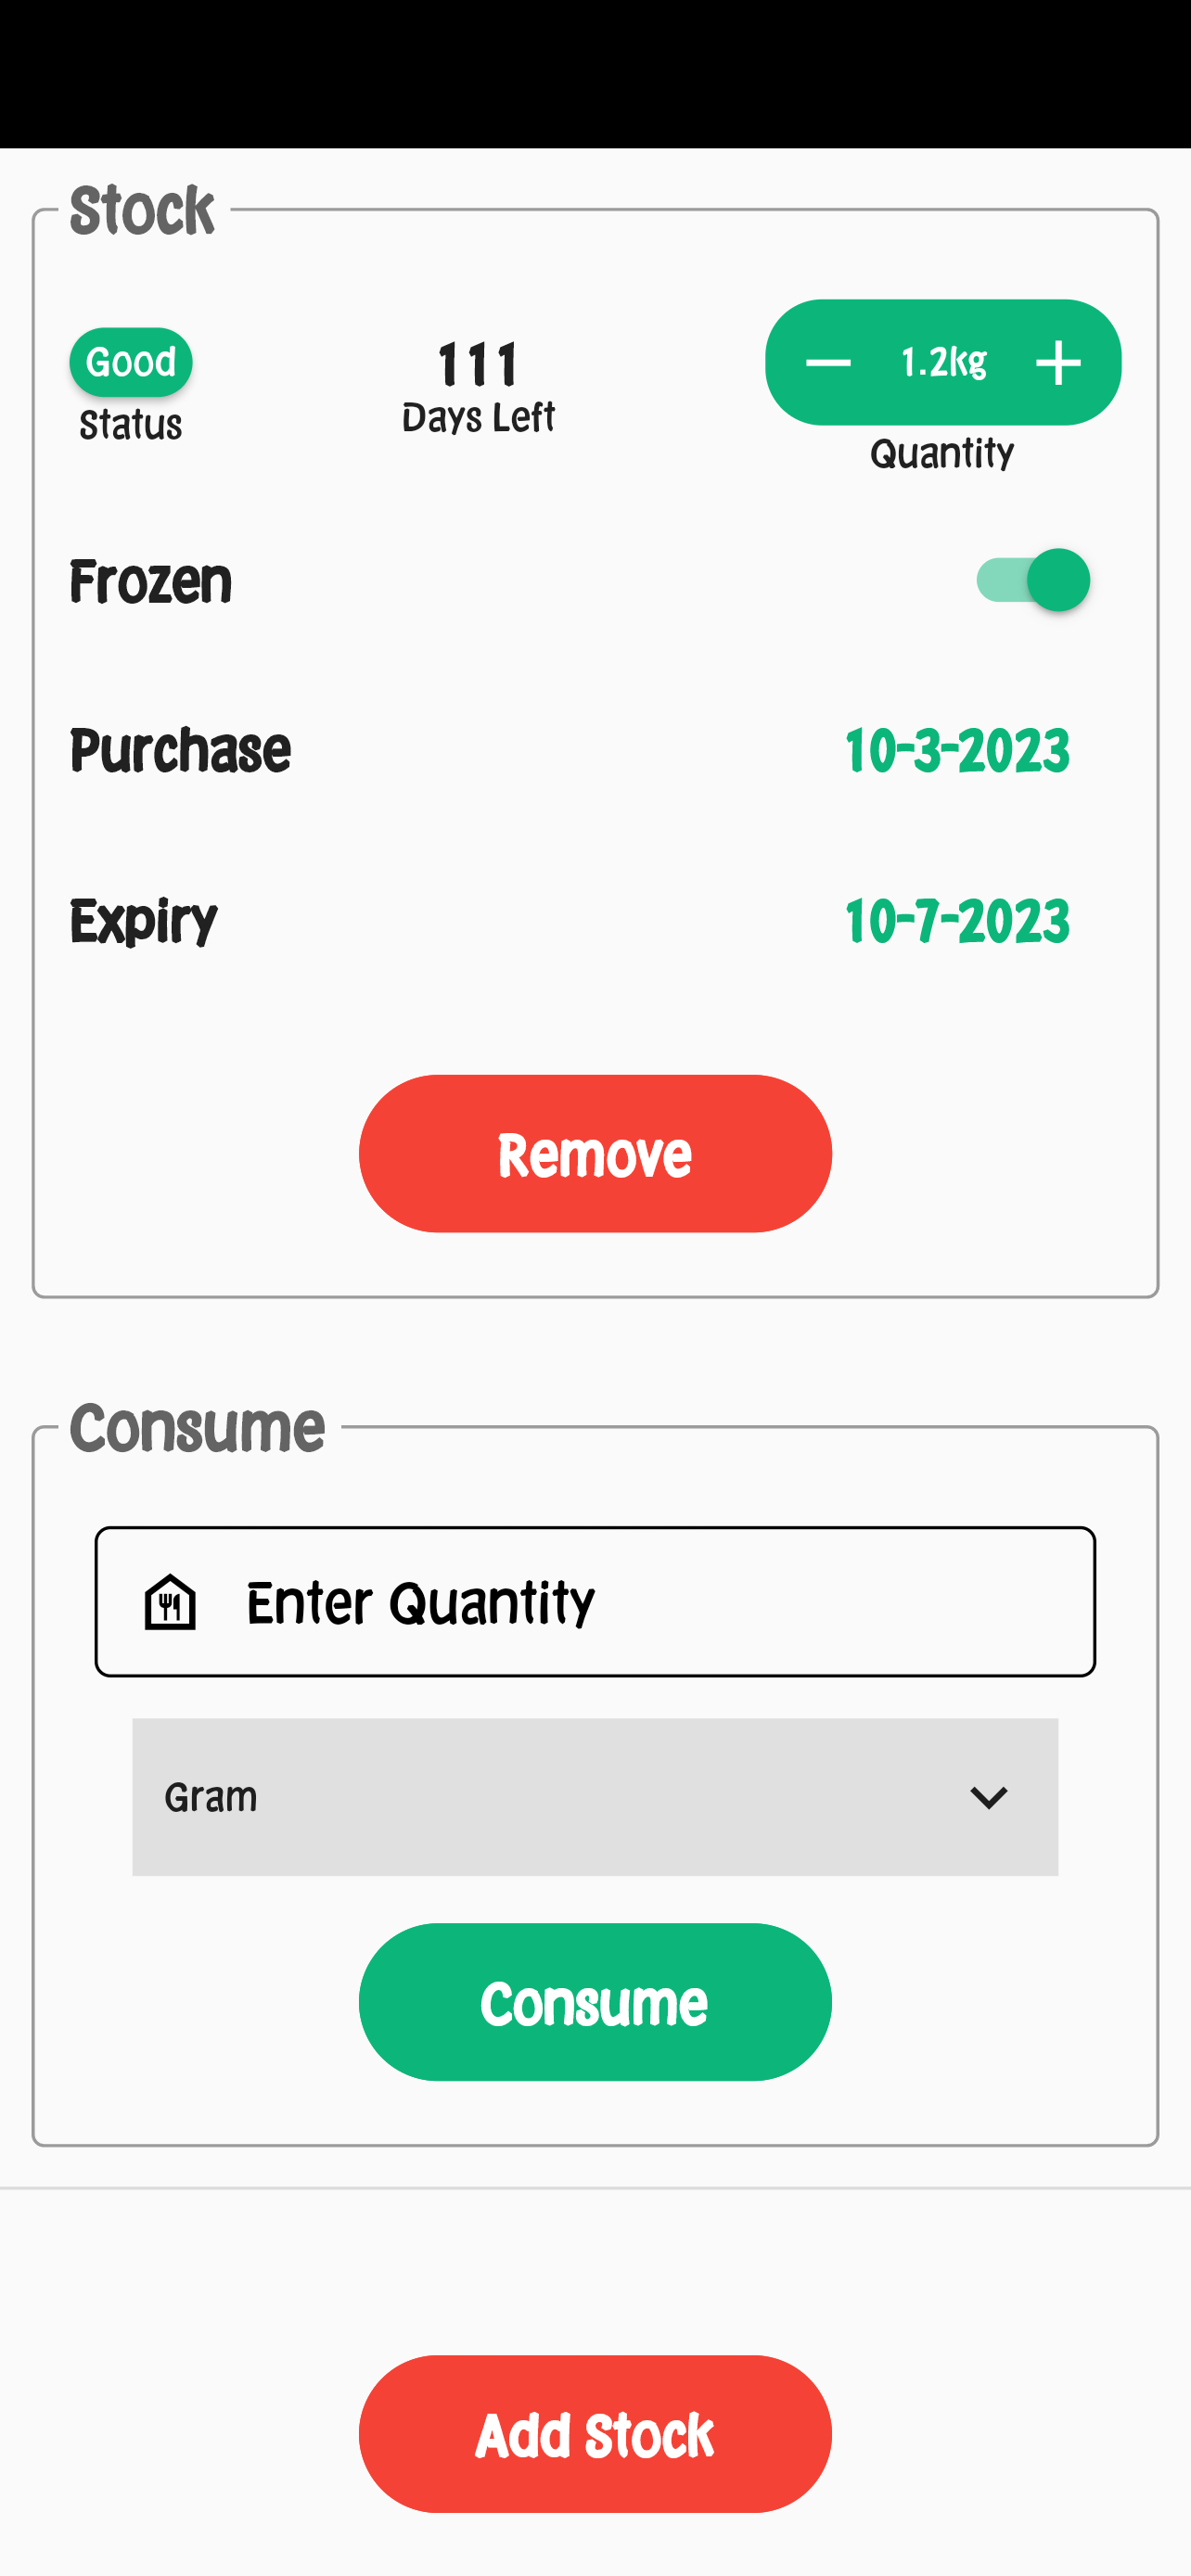 Stock
Good
Status
111
Days Left
1.2kg
Quantity
Frozen
Purchase
10-3-2023
Expiry
10-7-2023
Remove
Consume
Enter Quantity
Gram
Consume
Add Stock